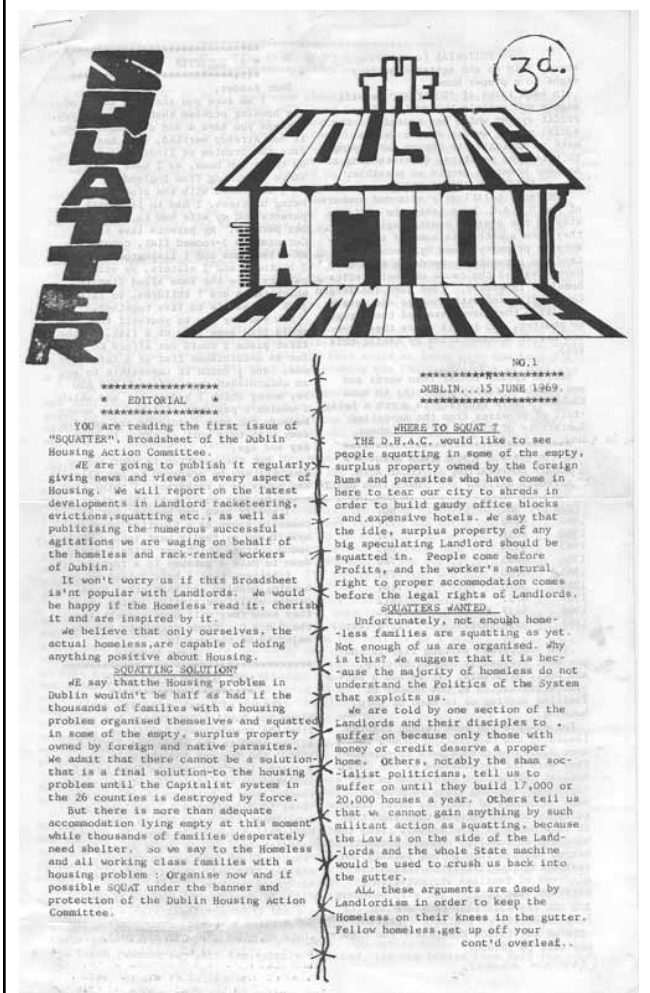 SQUATTER
THE
HOUSING
ACTION
COMMITTEE
3d.
*******************
* EDITORIAL *
*******************
YOU are reading the first issue of
"SQUATTER", Broadsheet of the Dublin
Housing Action Committee.
WE are going to publish it regularly
giving news and views on every aspect of
Housing. We will report on the latest
developments in Landlord racketeering,
evictions,squatting etc., as well as
publicising the numerous successful
agitations we are waging on behalf of
the homeless and rack-rented workers
of Dublin.
It won't worry us if this Broadsheet
is'nt popular with Landlords. We would
be happy if the Homeless read it, cherish
it and are inspired by it.
We believe that only ourselves, the
actual homeless,are capable of doing
anything positive about Housing.
SQUATTING SOLUTION?
WE say thatthe Housing problem in
Dublin wouldn't be half as bad if the
thousands of families with a housing
problem organised themselves and squatted
in some of the empty, surplus property
owned by foreign and native parasites.
We admit that there cannot be a solution-
that is a final solution-to the housing
problem until the Capitalist system in
the 26 counties is destroyed by force.
But there is more than adequate
accommodation lying empty at this moment
while thousands of families desperately
need shelter. So we say to the Homeless
and all working class families with a
housing problem : Organise now and if
possible SQUAT under the banner and
protection of the Dublin Housing Action
Committee.
NO.1
***********************
DUBLIN...15 JUNE 1969.
**********************
WHERE TO SQUAT ?
THE D.H.A.C. would like to see
people squatting in some of the empty,
surplus property owned by the foreign
Bums and parasites who have come in
here to tear our city to shreds in
order to build gaudy office blocks
and expensive hotels. We say that
the idle, surplus property of any
big speculating Landlord should be
squatted in. People come before
Profits, and the worker's natural
right to proper accommodation comes
before the legal rights of Landlords.
SQUATTERS WANTED.
Unfortunately, not enough home-
-less families are squatting as yet.
Not enough of us are organised. Why
is this? We suggest that it is bec-
-ause the majority of homeless do not
understand the Politics of the System
that exploits us.
We are told by one section of the
Landlords and their disciples to
suffer on because only those with
money or credit deserve a proper
home. Others, notably the sham soc-
-ialist politicians, tell us to
suffer on until they build 17,000 or
20,000 houses a year. Others tell us
that we cannot gain anything by such
militant action as squatting, because
the Law is on the side of the Land-
-lords and the whole State machine
would be used to crush us back into
the gutter.
ALL these arguments are used by
Landlordism in order to keep the
Homeless on their knees in the gutter.
Fellow homeless,get up off your
cont'd overleaf..